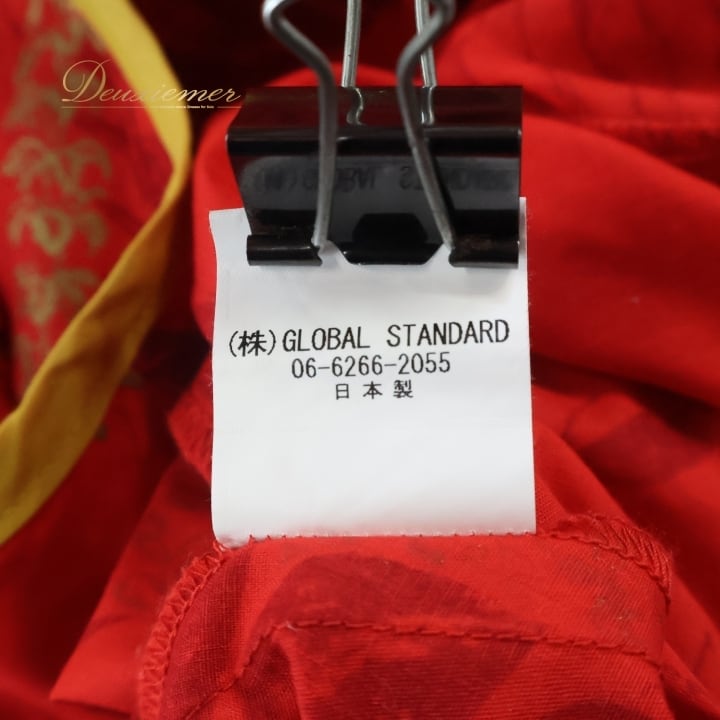 Deuxiemer
(株)GLOBAL STANDARD
06-6266-2055
日本製